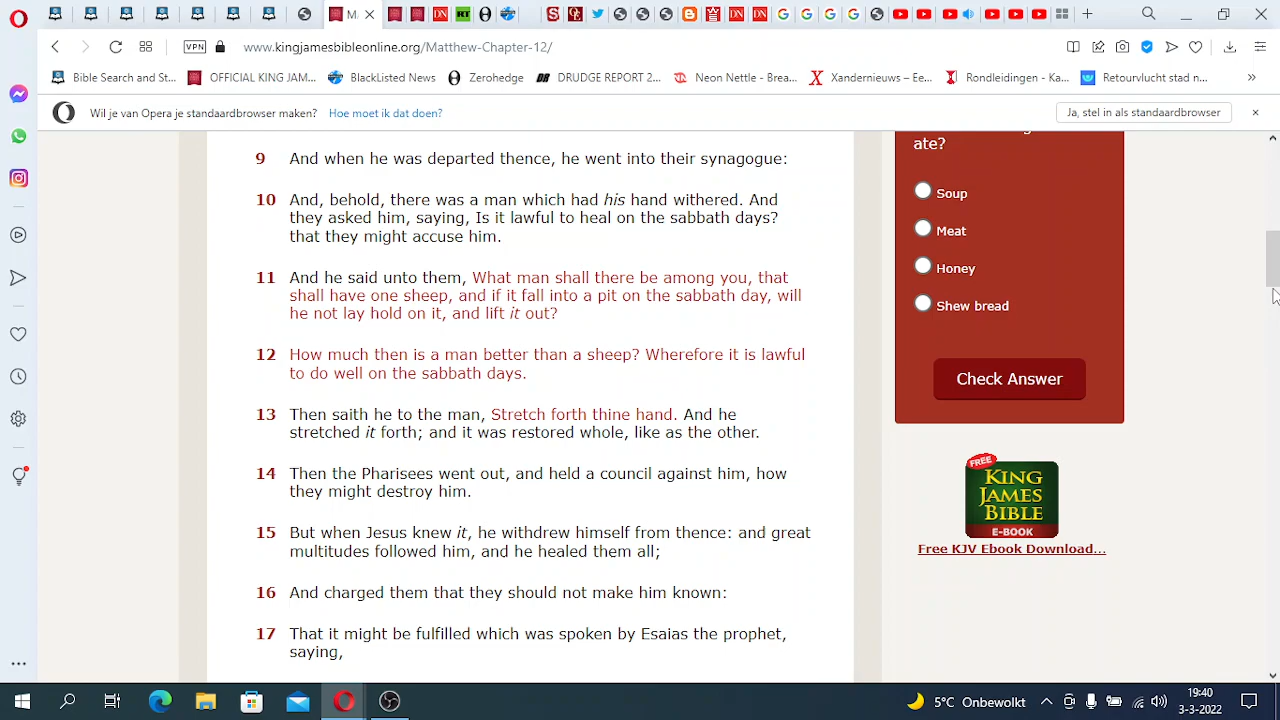 Ma
DN
RT
S
DN
DN
VPN
www.kingjamesbibleonline.org/Matthew-Chapter-12/
Bible Search and St...
OFFICIAL KING JAM...
BlackListed News
Zerohedge
DRUDGE REPORT 2...
Neon Nettle - Brea...
Xandernieuws – Ee...
Rondleidingen - Ka...
Retourvlucht stad n...
»
Wil je van Opera je standaardbrowser maken? Hoe moet ik dat doen?
Ja, stel in als standaardbrowser
9 And when he was departed thence, he went into their synagogue:
10 And, behold, there was a man which had his hand withered. And
they asked him, saying, Is it lawful to heal on the sabbath days?
that they might accuse him.
11 And he said unto them, What man shall there be among you, that
shall have one sheep, and if it fall into a pit on the sabbath day, will
he not lay hold on it, and lift it out?
12 How much then is a man better than a sheep? Wherefore it is lawful
to do well on the sabbath days.
13 Then saith he to the man, Stretch forth thine hand. And he
stretched it forth; and it was restored whole, like as the other.
14 Then the Pharisees went out, and held a council against him, how
they might destroy him.
15 But when Jesus knew it, he withdrew himself from thence: and great
multitudes followed him, and he healed them all;
16 And charged them that they should not make him known:
17 That it might be fulfilled which was spoken by Esaias the prophet,
saying,
ate?
Soup
Meat
Honey
Shew bread
Check Answer
FREE
KING
JAMES
BIBLE
E-BOOK
Free KJV Ebook Download...
5°C Onbewolkt
19:40
3-3-2022